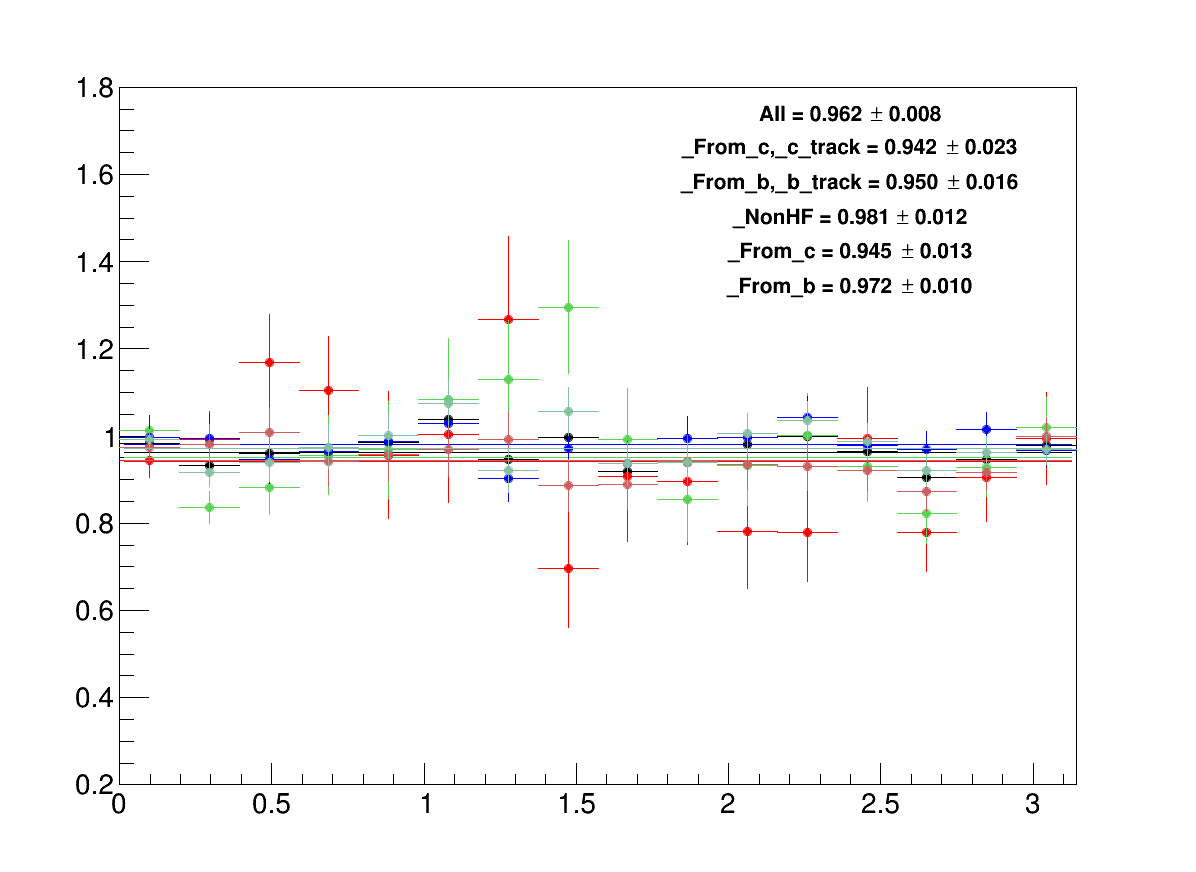 1.8
All = 0.962 ± 0.008
_From_c,_c_track = 0.942 ± 0.023
1.6
_From_b,_b_track = 0.950 ± 0.016
_NonHF = 0.981 ± 0.012
_From_c = 0.945 ± 0.013
1.4
_From_b = 0.972 ± 0.010
1.2
1
0.8
0.6
0.4
0.2
0 0.5 1 1.5 2 2.5 3